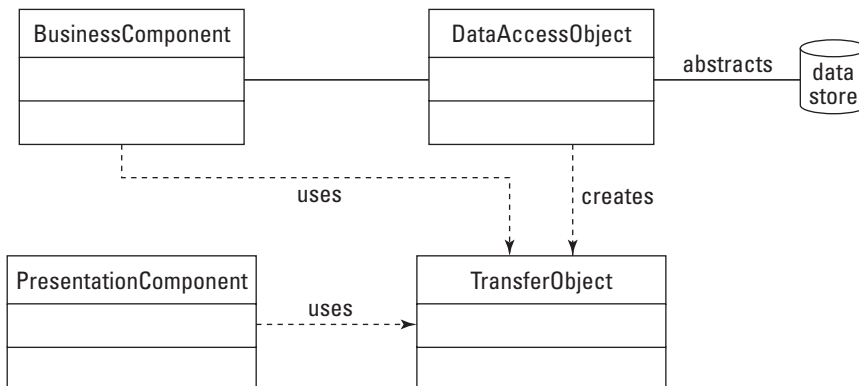 BusinessComponent
DataAccessObject
abstracts
data
store
uses
creates
PresentationComponent
uses
TransferObject